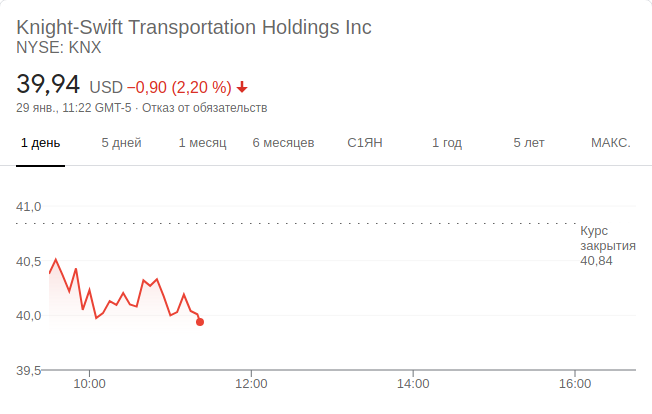 Knight-Swift Transportation Holdings Inc
NYSE: KNX
39,94 USD −0,90 (2,20 %)
29 янв., 11:22 GMT-5 · Отказ от обязательств
1 день 5 дней 1 месяц 6 месяцев С1ЯН 1 год 5 лет МАКС.
41,0
Курс
закрытия
40,5
40,84
40,0
39,5
10:00 12:00 14:00 16:00